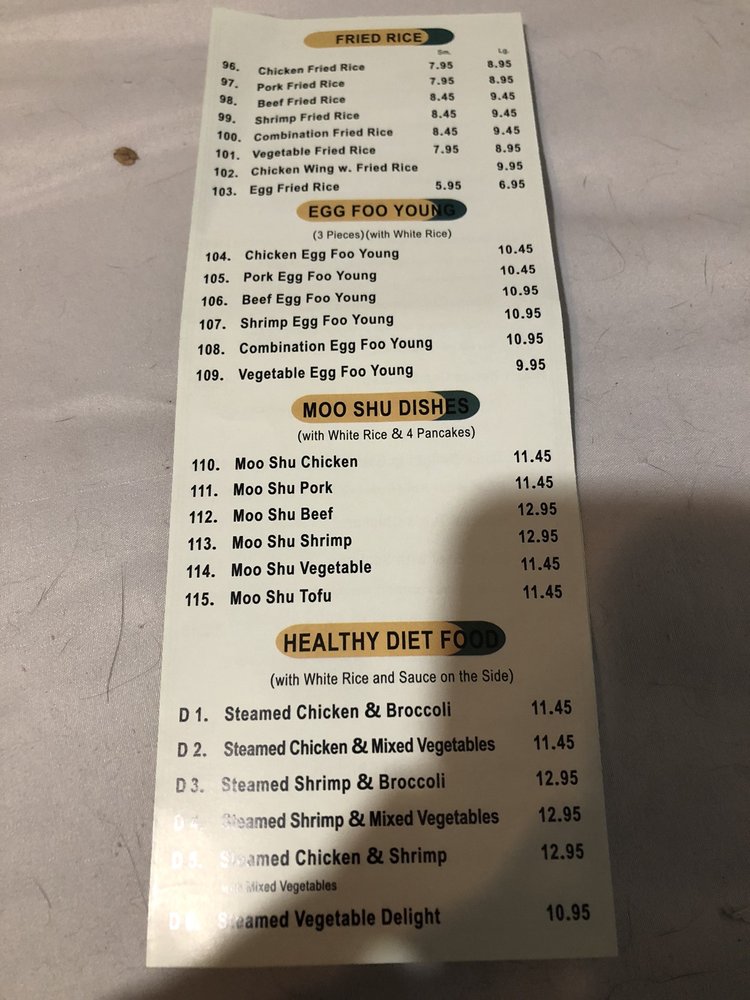 FRIED RICE
Sm. Lg.
96. Chicken Fried Rice 7.95 8.95
97. Pork Fried Rice 7.95 8.95
98. Beef Fried Rice 8.45 9.45
99. Shrimp Fried Rice 8.45 9.45
100. Combination Fried Rice 8.45 9.45
101. Vegetable Fried Rice 7.95 8.95
102. Chicken Wing w. Fried Rice 9.95
103. Egg Fried Rice 5.95 6.95
EGG FOO YOUNG
(3 Pieces)(with White Rice)
104. Chicken Egg Foo Young 10.45
105. Pork Egg Foo Young 10.45
106. Beef Egg Foo Young 10.95
107. Shrimp Egg Foo Young 10.95
108. Combination Egg Foo Young 10.95
109. Vegetable Egg Foo Young 9.95
MOO SHU DISHES
(with White Rice & 4 Pancakes)
110. Moo Shu Chicken 11.45
111. Moo Shu Pork 11.45
112. Moo Shu Beef 12.95
113. Moo Shu Shrimp 12.95
114. Moo Shu Vegetable 11.45
115. Moo Shu Tofu 11.45
HEALTHY DIET FOOD
(with White Rice and Sauce on the Side)
D 1. Steamed Chicken & Broccoli 11.45
D 2. Steamed Chicken & Mixed Vegetables 11.45
D 3. Steamed Shrimp & Broccoli 12.95
D 4. Steamed Shrimp & Mixed Vegetables 12.95
D 5. Steamed Chicken & Shrimp 12.95
with Mixed Vegetables
D 6. Steamed Vegetable Delight 10.95